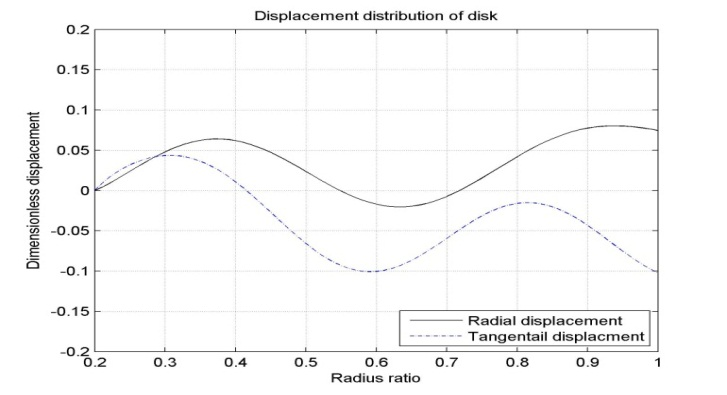 Displacement distribution of disk
0.2
0.15
0.1
0.05
0
-0.05
-0.1
-0.15
-0.2
Dimensionless displacement
Radial displacement
Tangentail displacment
0.2 0.3 0.4 0.5 0.6 0.7 0.8 0.9 1
Radius ratio